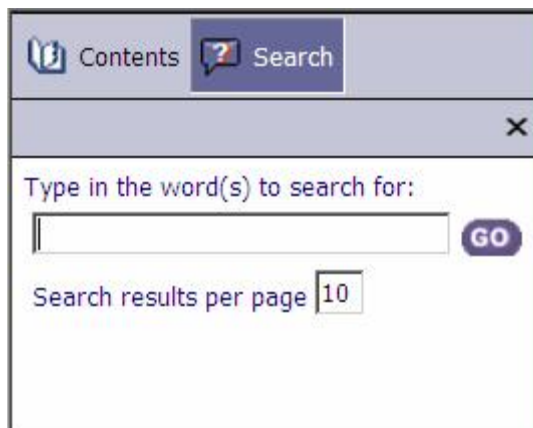 Contents Search
Type in the word(s) to search for:
GO
Search results per page 10